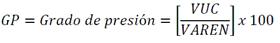 GP = Grado de presión = [VUC / VAREN] x 100